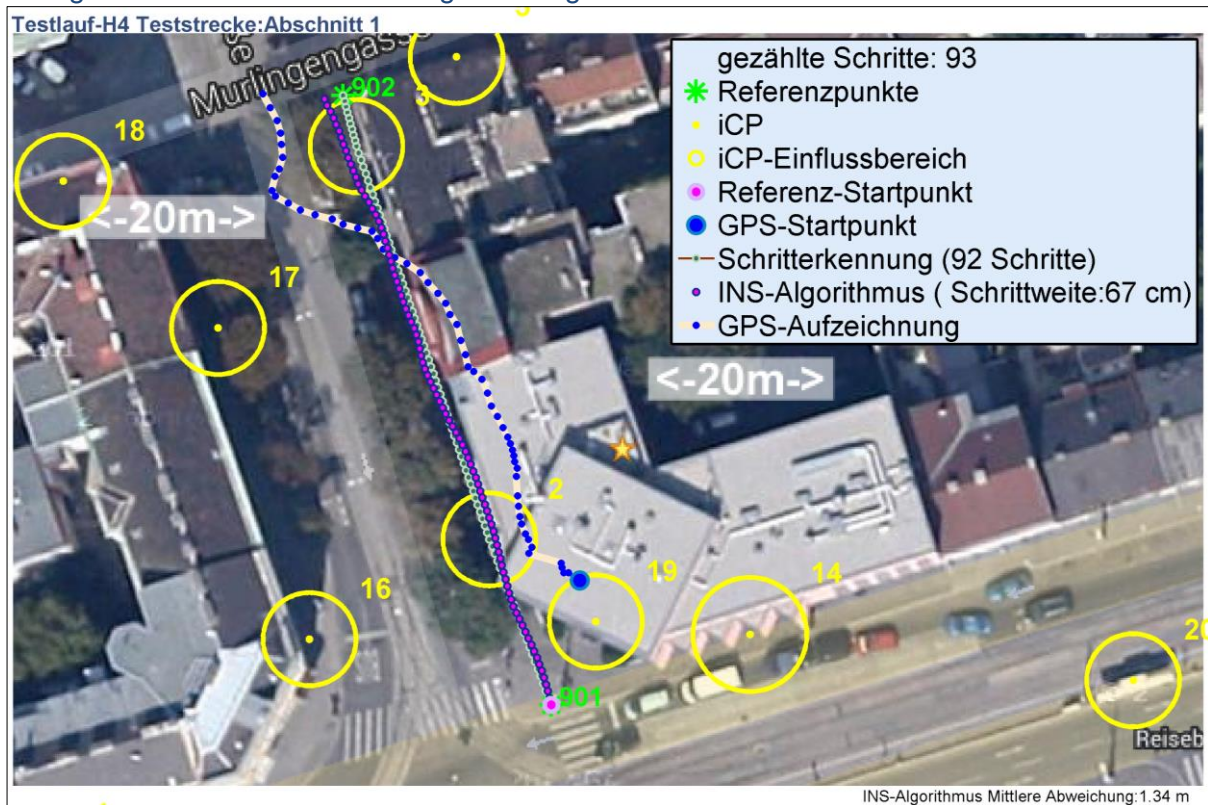 Testlauf-H4 Teststrecke:Abschnitt 1
gezählte Schritte: 93
Referenzpunkte
iCP
iCP-Einflussbereich
Referenz-Startpunkt
GPS-Startpunkt
Schritterkennung (92 Schritte)
INS-Algorithmus ( Schrittweite:67 cm)
GPS-Aufzeichnung
Murlingengasse
902
3
18
<-20m->
17
<-20m->
2
19
14
16
20
901
Reiseb
INS-Algorithmus Mittlere Abweichung:1.34 m